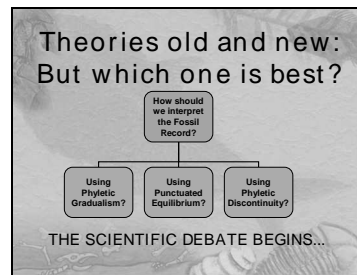 Theories old and new:
But which one is best?
How should
we interpret
the Fossil
Record?
Using
Phyletic
Gradualism?
Using
Punctuated
Equilibrium?
Using
Phyletic
Discontinuity?
THE SCIENTIFIC DEBATE BEGINS...